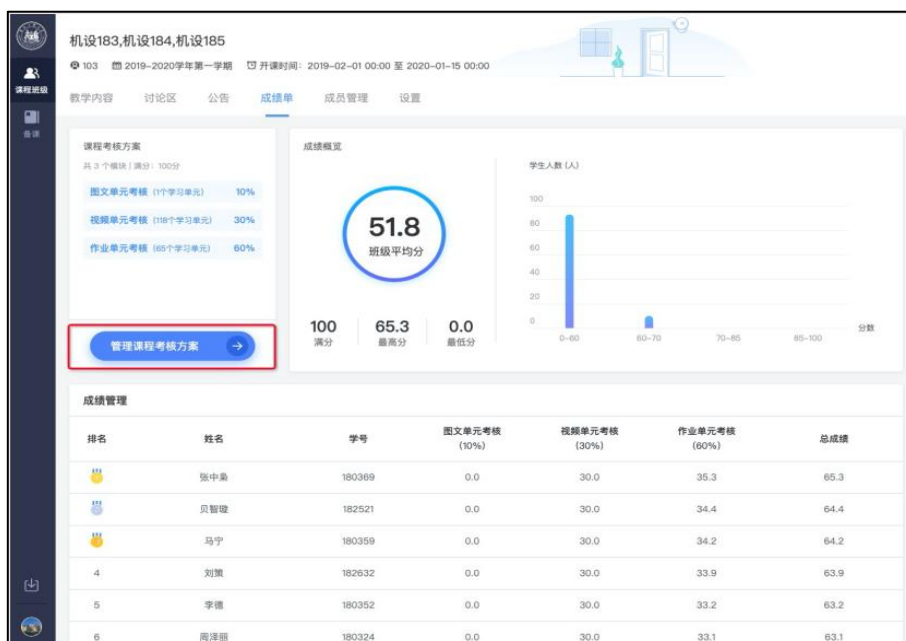 机设183,机设184,机设185
103 2019-2020学年第一学期 开课时间：2019-02-01 00:00 至 2020-01-15 00:00
课程班级
备课
教学内容 讨论区 公告 成绩单 成员管理 设置
课程考核方案
共 3 个模块 | 满分：100分
图文单元考核 (1个学习单元) 10%
视频单元考核 (118个学习单元) 30%
作业单元考核 (65个学习单元) 60%
管理课程考核方案
成绩概览
51.8
班级平均分
100 65.3 0.0
满分 最高分 最低分
学生人数 (人)
100
80
60
40
20
0
0-60 60-70 70-85 85-100 分数
成绩管理
排名 姓名 学号 图文单元考核 (10%) 视频单元考核 (30%) 作业单元考核 (60%) 总成绩
张中枭 180369 0.0 30.0 35.3 65.3
贝智璇 182521 0.0 30.0 34.4 64.4
马宁 180359 0.0 30.0 34.2 64.2
4 刘策 182632 0.0 30.0 33.9 63.9
5 李德 180352 0.0 30.0 33.2 63.2
6 周泽丽 180324 0.0 30.0 33.1 63.1